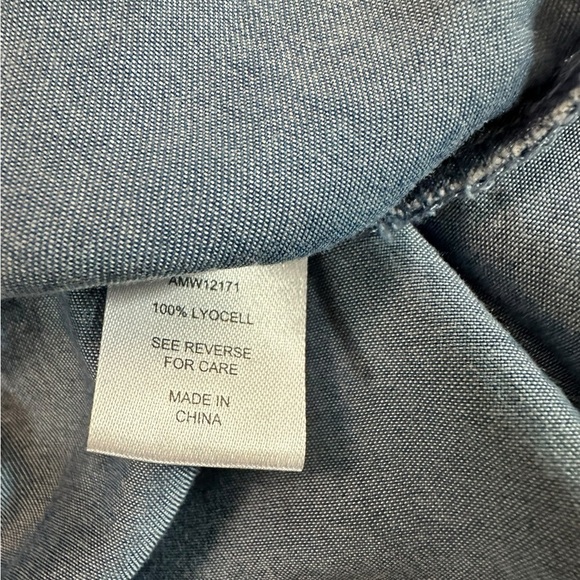 AMW12171
100% LYOCELL
SEE REVERSE
FOR CARE
MADE IN
CHINA